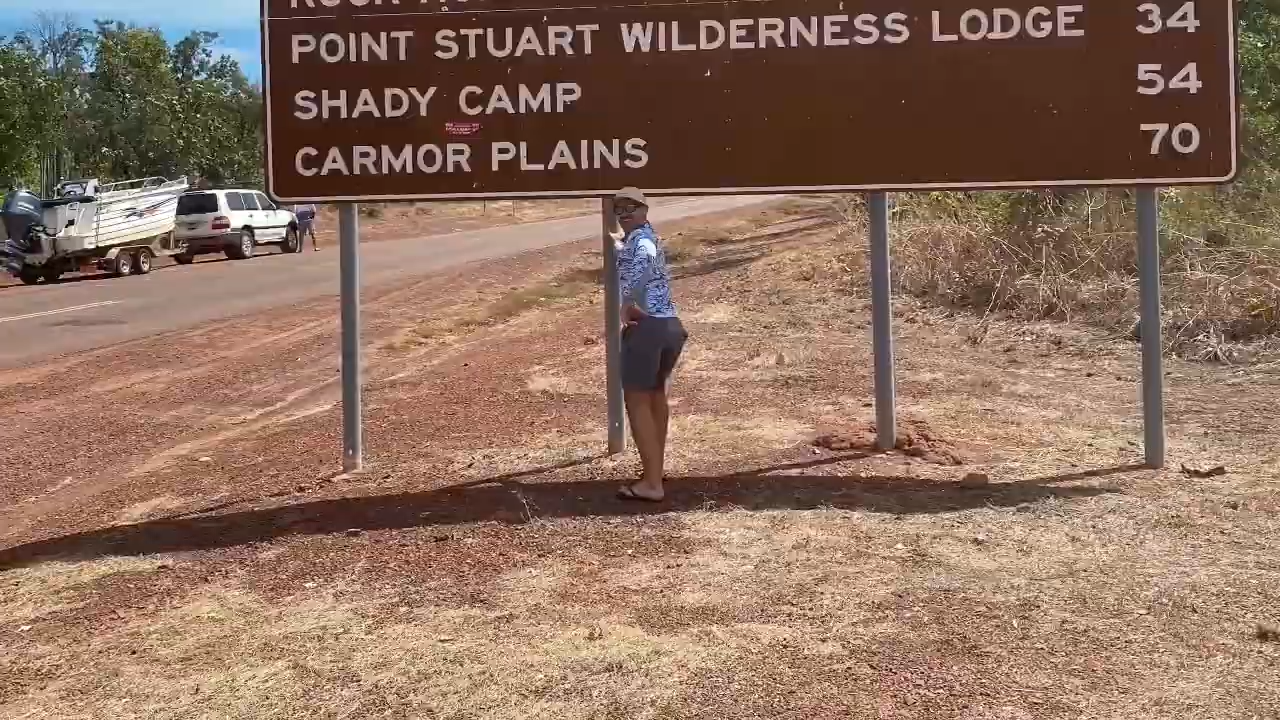 POINT STUART WILDERNESS LODGE 34
SHADY CAMP 54
CARMOR PLAINS 70